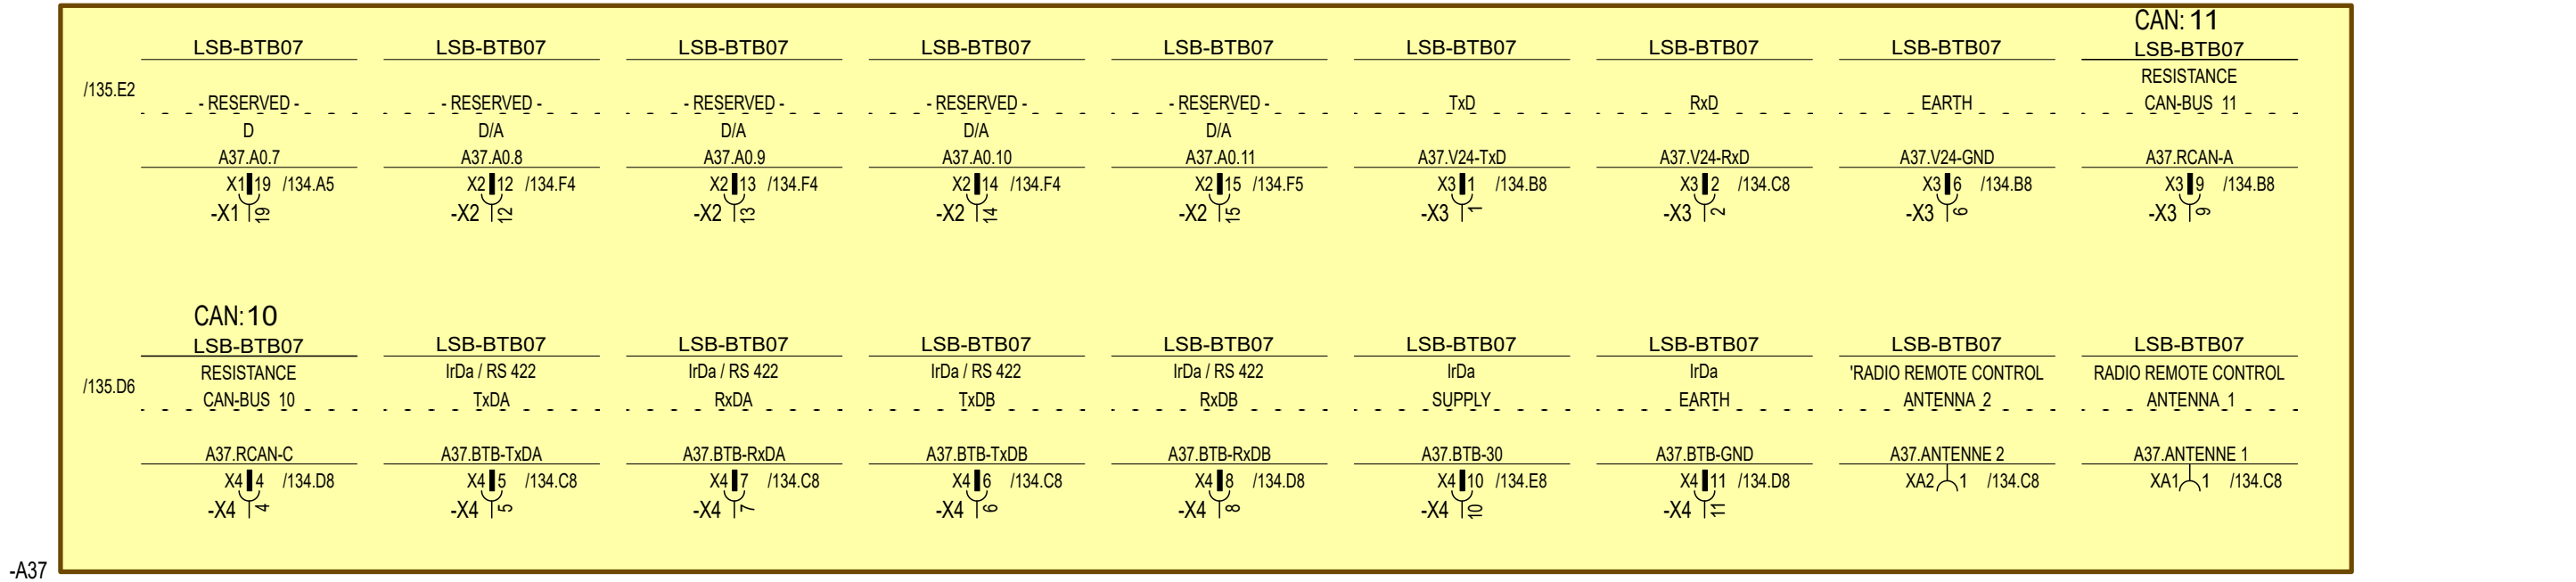 CAN: 11
LSB-BTB07 LSB-BTB07 LSB-BTB07 LSB-BTB07 LSB-BTB07 LSB-BTB07 LSB-BTB07 LSB-BTB07 LSB-BTB07
RESISTANCE
/135.E2
- RESERVED - - RESERVED - - RESERVED - - RESERVED - - RESERVED - TxD RxD EARTH CAN-BUS 11
D D/A D/A D/A D/A
A37.A0.7 A37.A0.8 A37.A0.9 A37.A0.10 A37.A0.11 A37.V24-TxD A37.V24-RxD A37.V24-GND A37.RCAN-A
X1 19 /134.A5 X2 12 /134.F4 X2 13 /134.F4 X2 14 /134.F4 X2 15 /134.F5 X3 1 /134.B8 X3 2 /134.C8 X3 6 /134.B8 X3 9 /134.B8
-X1 19 -X2 12 -X2 13 -X2 14 -X2 15 -X3 1 -X3 2 -X3 6 -X3 9
CAN: 10
LSB-BTB07 LSB-BTB07 LSB-BTB07 LSB-BTB07 LSB-BTB07 LSB-BTB07 LSB-BTB07 LSB-BTB07 LSB-BTB07
RESISTANCE IrDa / RS 422 IrDa / RS 422 IrDa / RS 422 IrDa / RS 422 IrDa IrDa 'RADIO REMOTE CONTROL RADIO REMOTE CONTROL
/135.D6
CAN-BUS 10 TxDA RxDA TxDB RxDB SUPPLY EARTH ANTENNA 2 ANTENNA 1
A37.RCAN-C A37.BTB-TxDA A37.BTB-RxDA A37.BTB-TxDB A37.BTB-RxDB A37.BTB-30 A37.BTB-GND A37.ANTENNE 2 A37.ANTENNE 1
X4 4 /134.D8 X4 5 /134.C8 X4 7 /134.C8 X4 6 /134.C8 X4 8 /134.D8 X4 10 /134.E8 X4 11 /134.D8 XA2 1 /134.C8 XA1 1 /134.C8
-X4 4 -X4 5 -X4 7 -X4 6 -X4 8 -X4 10 -X4 11
-A37